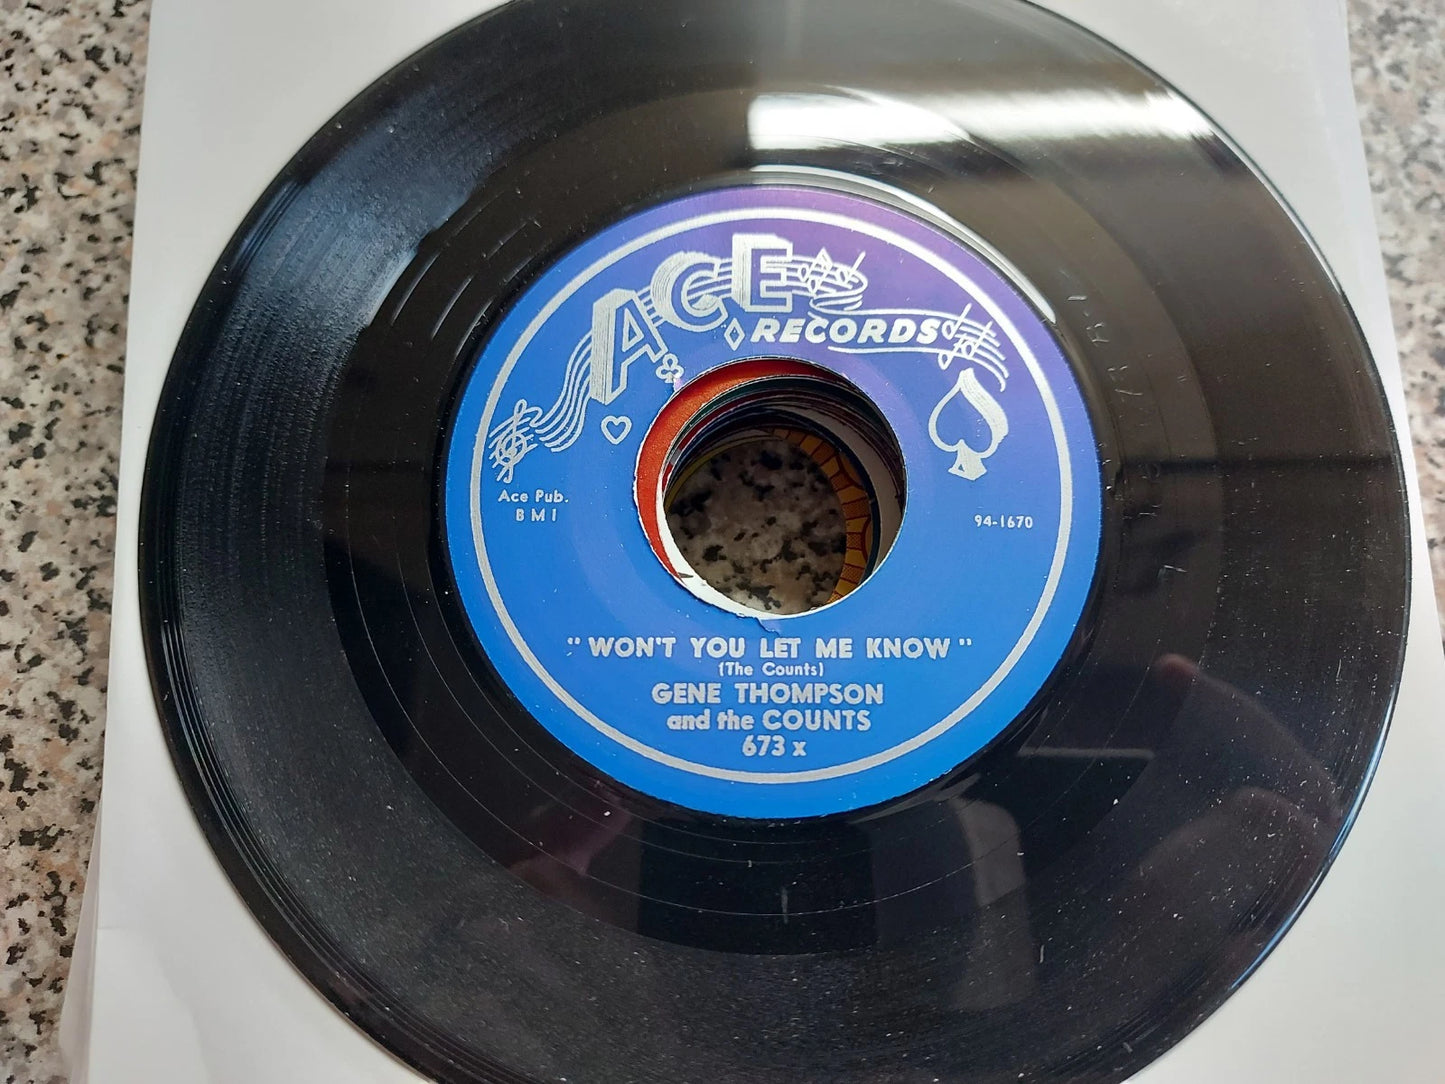 ACE
RECORDS
Ace Pub.
BMI
94-1670
"WON'T YOU LET ME KNOW"
(The Counts)
GENE THOMPSON
and the COUNTS
673 x